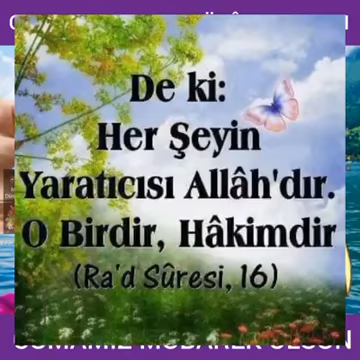 De ki:
Her Şeyin
Yaratıcısı Allâh'dır.
O Birdir, Hâkimdir
(Ra'd Sûresi, 16)